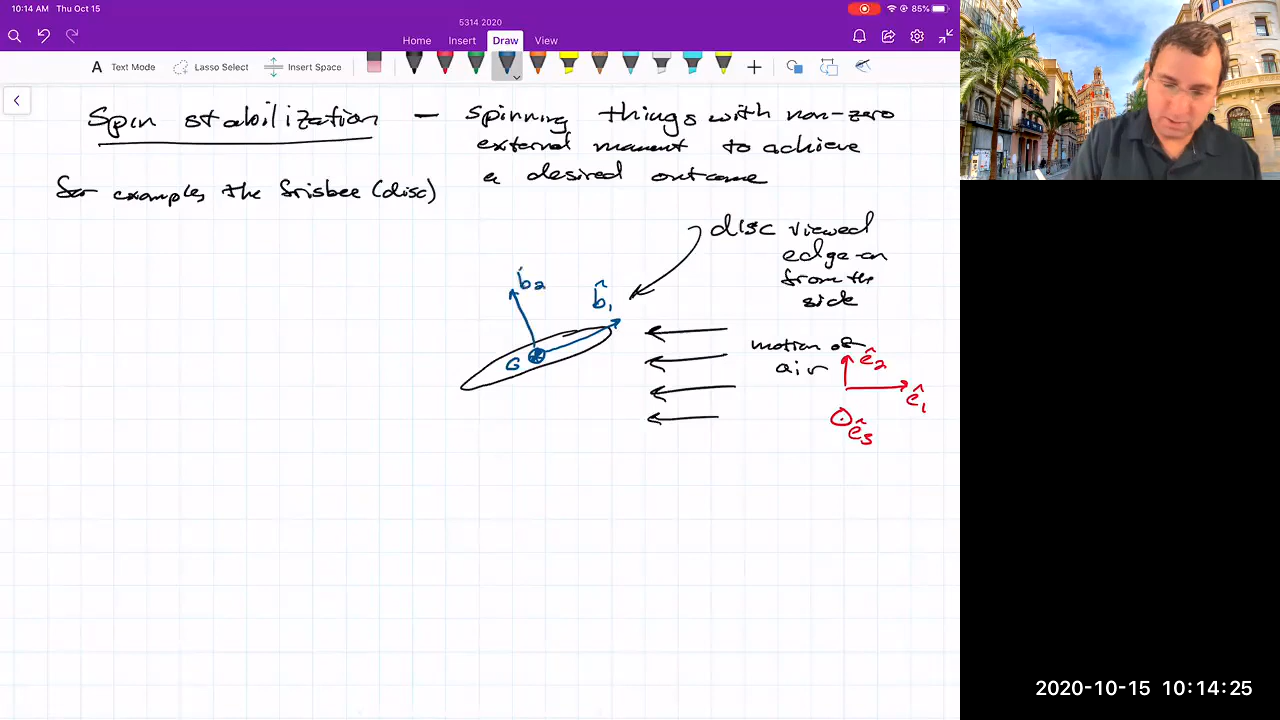 10:14 AM Thu Oct 15
85%
5314 2020
Home Insert Draw View
Text Mode Lasso Select Insert Space
Spin stabilization – spinning things with non-zero
external moment to achieve
a desired outcome
for examples the frisbee (disc)
disc viewed
edge-on
from the
side
b̂2
b̂1
G
motion of
air
ê2
ê1
ê3
2020-10-15 10:14:25